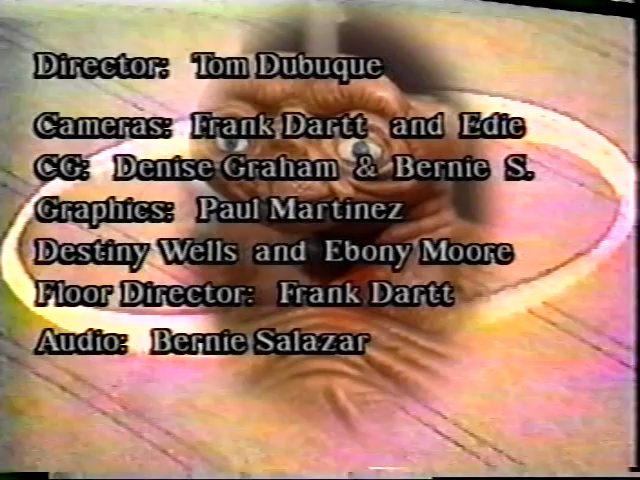 Director: Tom Dubuque
Cameras: Frank Dartt and Edie
CG: Denise Graham & Bernie S.
Graphics: Paul Martinez
Destiny Wells and Ebony Moore
Floor Director: Frank Dartt
Audio: Bernie Salazar